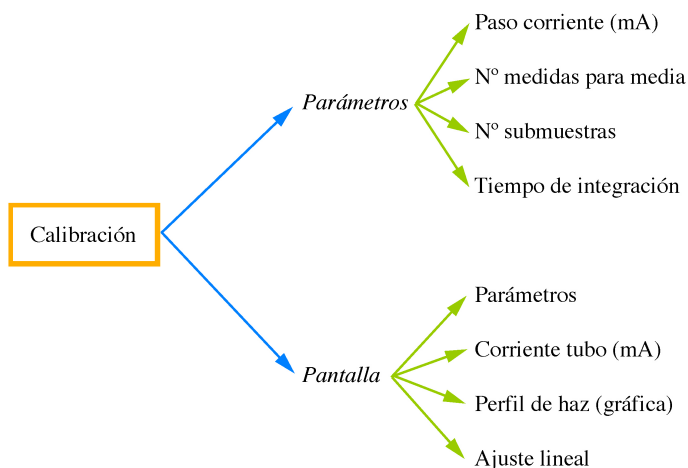 Paso corriente (mA)
Nº medidas para media
Parámetros
Nº submuestras
Tiempo de integración
Calibración
Parámetros
Corriente tubo (mA)
Pantalla
Perfil de haz (gráfica)
Ajuste lineal